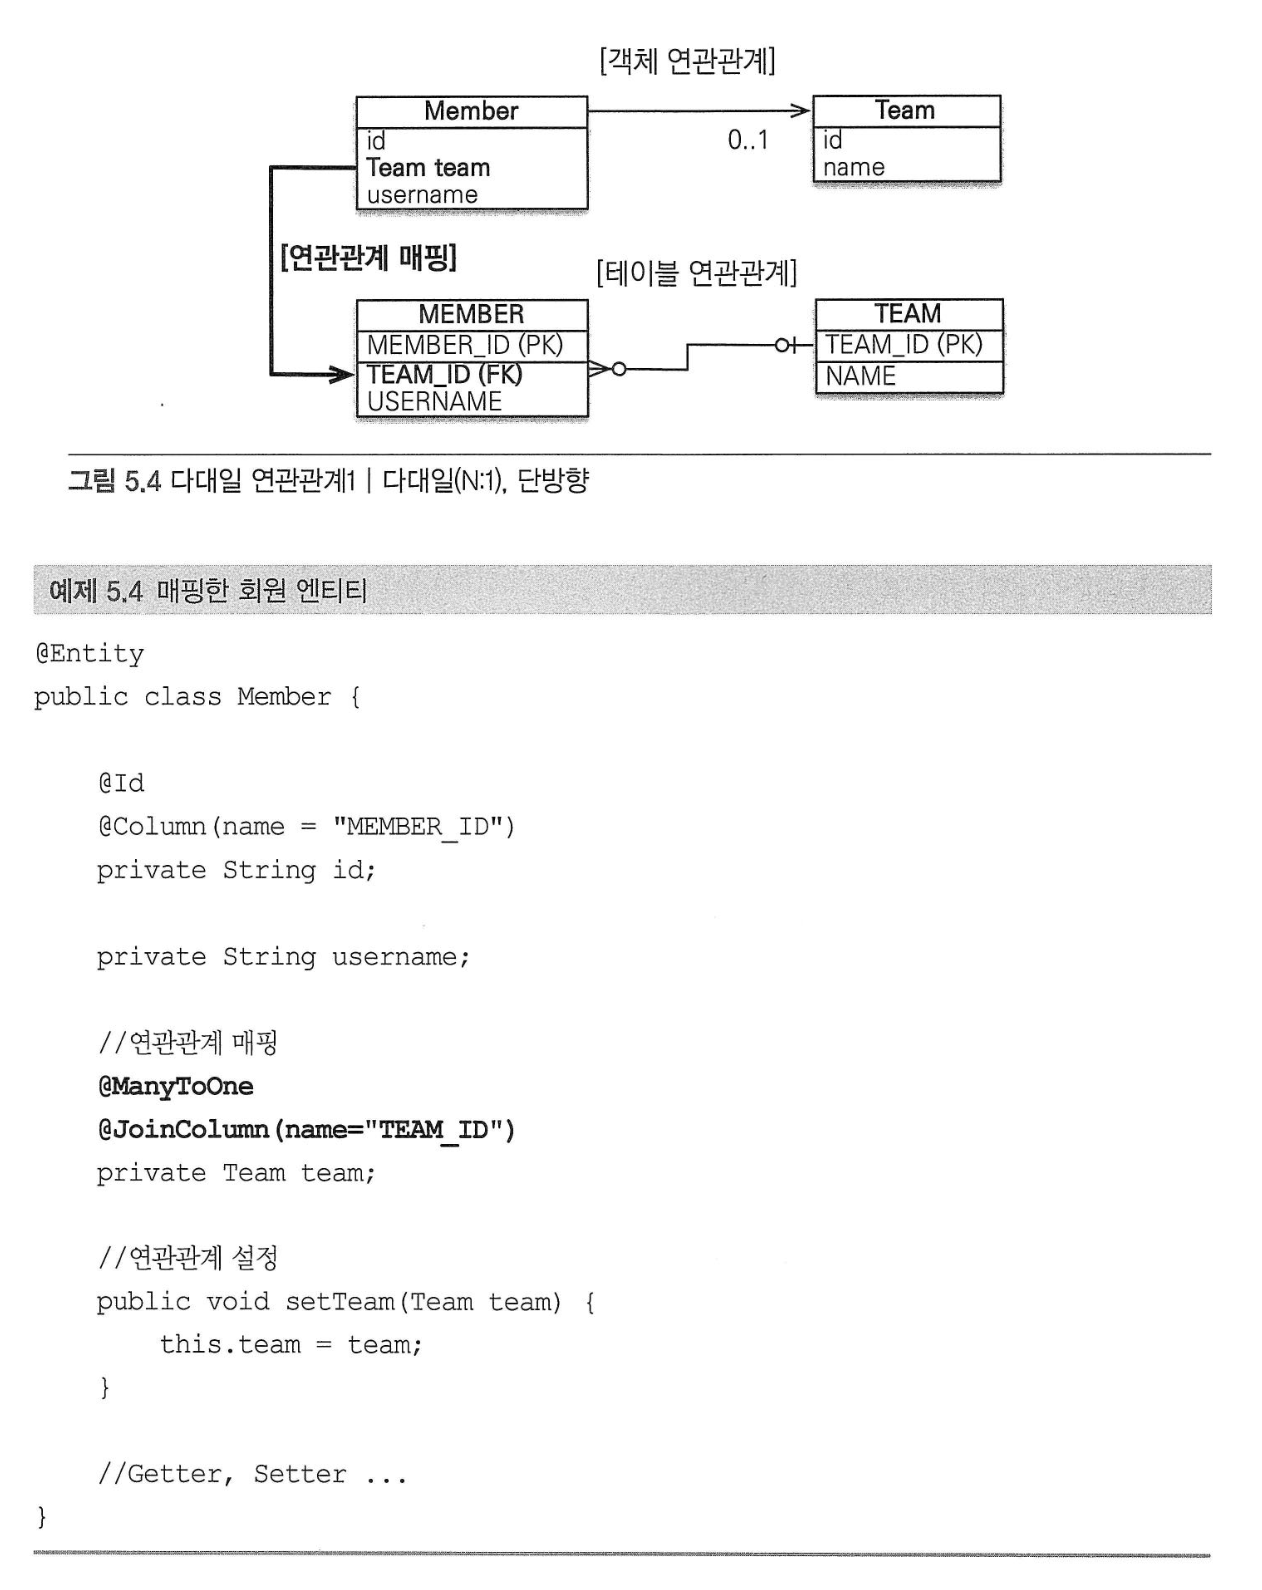 [객체 연관관계]
Member
id
Team team
username
0..1
Team
id
name
[연관관계 매핑]
[테이블 연관관계]
MEMBER
MEMBER_ID (PK)
TEAM_ID (FK)
USERNAME
TEAM
TEAM_ID (PK)
NAME
그림 5.4 다대일 연관관계1 | 다대일(N:1), 단방향
예제 5.4 매핑한 회원 엔티티
@Entity
public class Member {
@Id
@Column(name = "MEMBER_ID")
private String id;
private String username;
//연관관계 매핑
@ManyToOne
@JoinColumn(name="TEAM_ID")
private Team team;
//연관관계 설정
public void setTeam(Team team) {
this.team = team;
}
//Getter, Setter ...
}